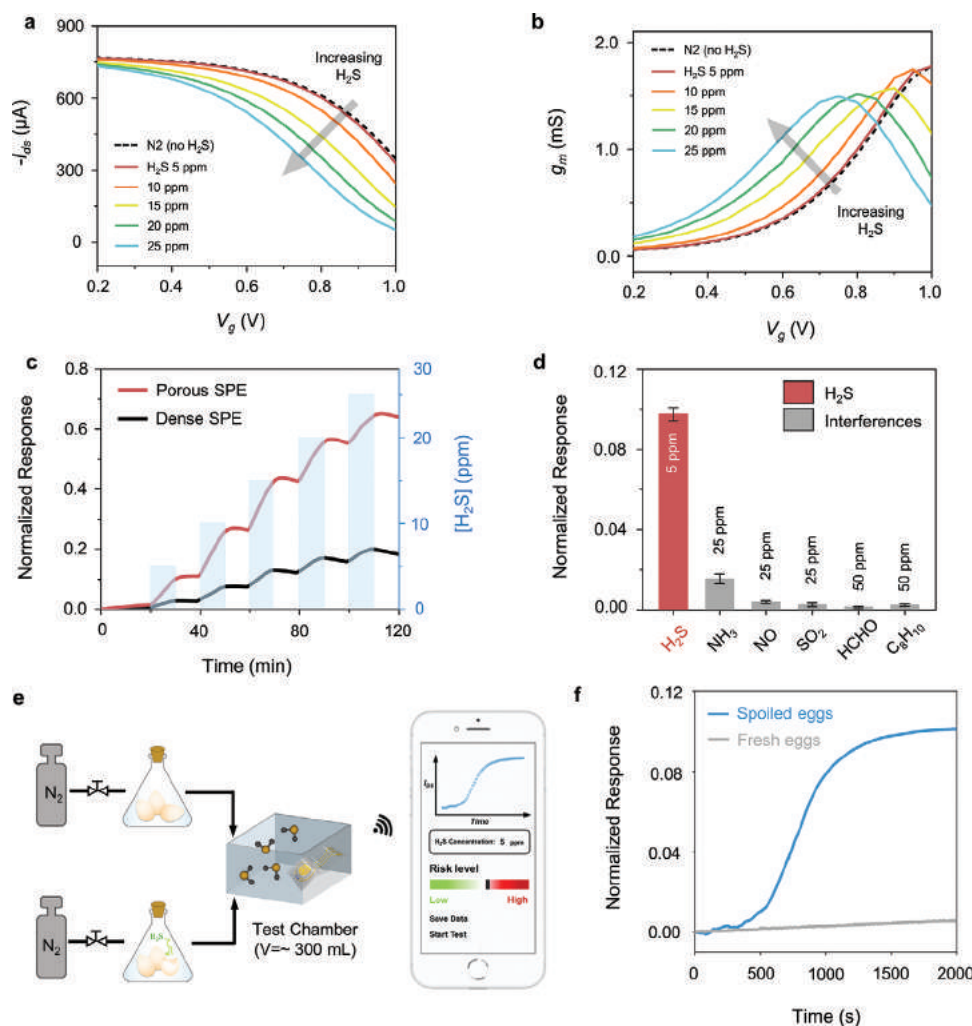 a
-Ids (μA)
900
600
300
0
Increasing
H2S
N2 (no H2S)
H2S 5 ppm
10 ppm
15 ppm
20 ppm
25 ppm
0.2 0.4 0.6 0.8 1.0
Vg (V)
b
gm (mS)
2.0
1.0
0.0
N2 (no H2S)
H2S 5 ppm
10 ppm
15 ppm
20 ppm
25 ppm
Increasing
H2S
0.2 0.4 0.6 0.8 1.0
Vg (V)
c
Normalized Response
0.8
0.6
0.4
0.2
0.0
Porous SPE
Dense SPE
30
20
10
0
[H2S] (ppm)
0 40 80 120
Time (min)
d
Normalized Response
0.12
0.08
0.04
0.00
H2S
Interferences
5 ppm
25 ppm
25 ppm
25 ppm
50 ppm
50 ppm
H2S
NH3
NO
SO2
HCHO
C8H10
e
N2
N2
H2S
Test Chamber
(V=~ 300 mL)
IDS
Time
H2S Concentration: 5 ppm
Risk level
Low High
Save Data
Start Test
f
Normalized Response
0.12
0.08
0.04
0.00
Spoiled eggs
Fresh eggs
0 500 1000 1500 2000
Time (s)